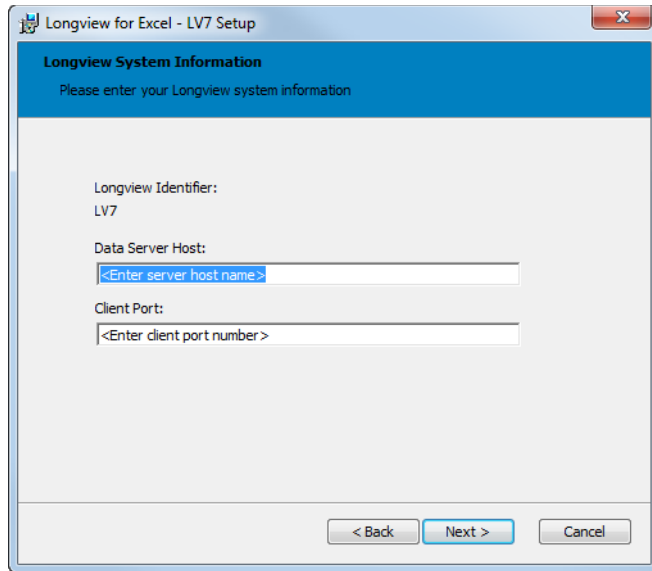 Longview for Excel - LV7 Setup
X
Longview System Information
Please enter your Longview system information
Longview Identifier:
LV7
Data Server Host:
<Enter server host name>
Client Port:
<Enter client port number>
< Back Next > Cancel